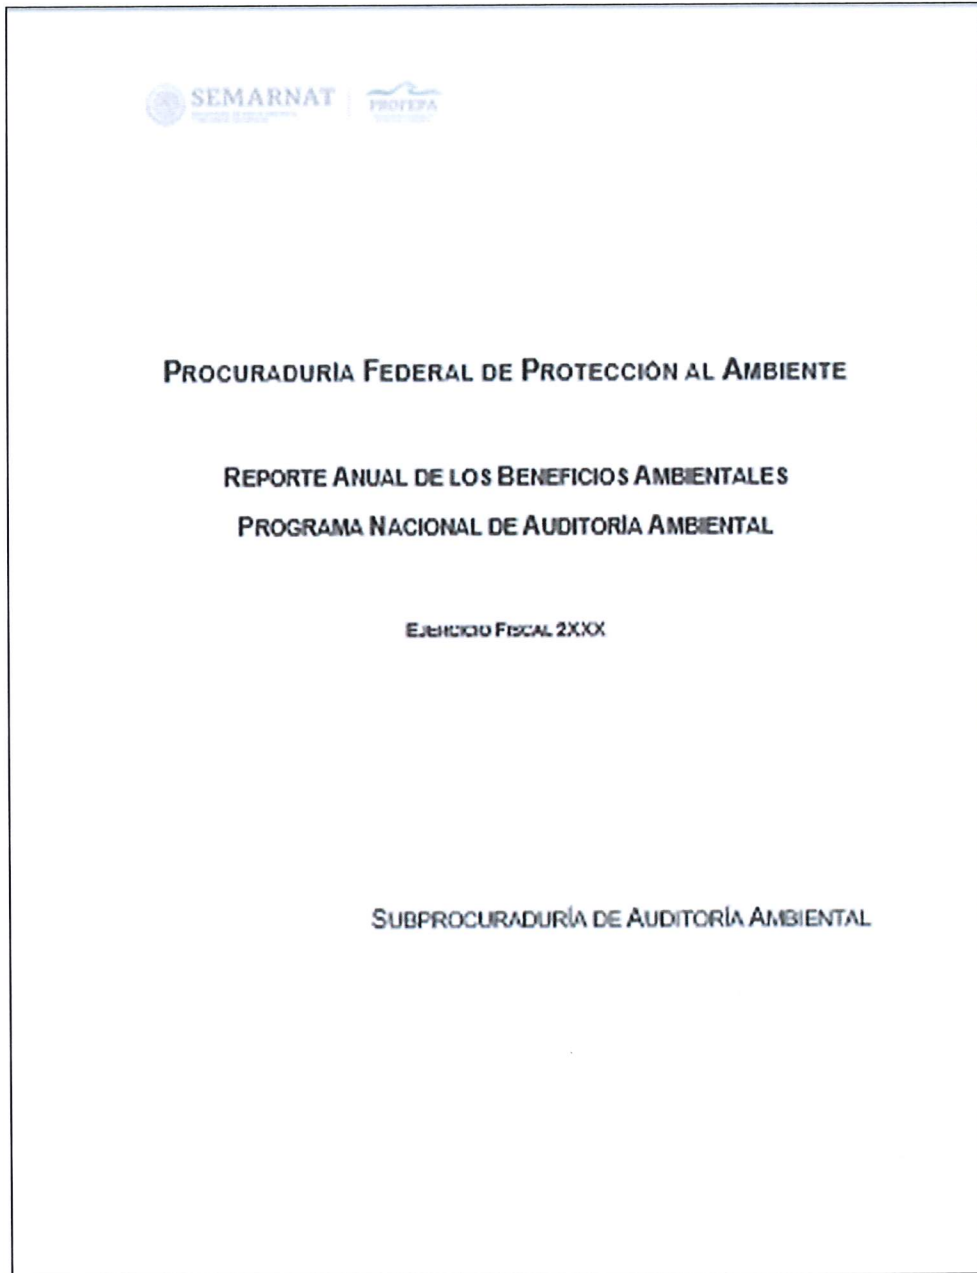 SEMARNAT
PROFEPA
PROCURADURÍA FEDERAL DE PROTECCIÓN AL AMBIENTE
REPORTE ANUAL DE LOS BENEFICIOS AMBIENTALES
PROGRAMA NACIONAL DE AUDITORÍA AMBIENTAL
EJERCICIO FISCAL 2XXX
SUBPROCURADURÍA DE AUDITORÍA AMBIENTAL